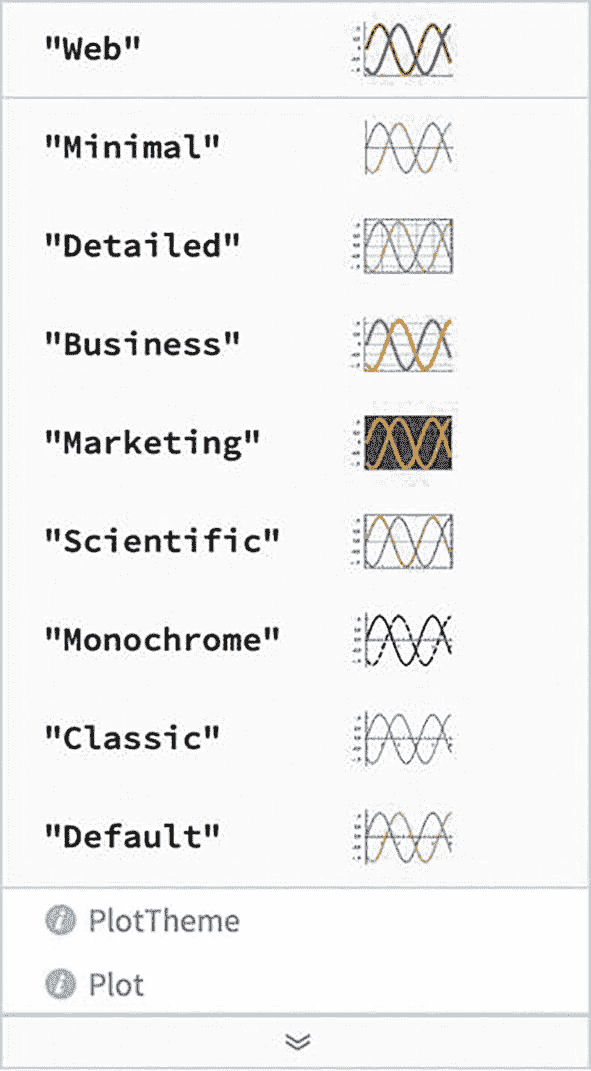 "Web"
"Minimal"
"Detailed"
"Business"
"Marketing"
"Scientific"
"Monochrome"
"Classic"
"Default"
PlotTheme
Plot